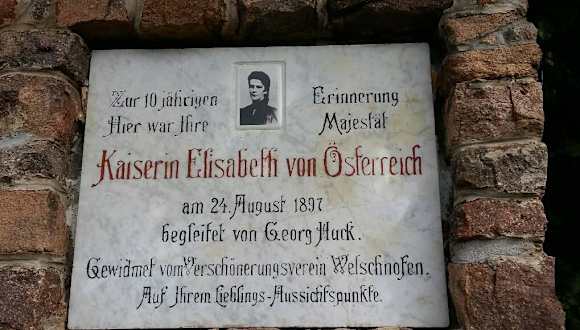 Zur 10 jährigen Erinnerung
Hier war Ihre Majestät
Kaiserin Elisabeth von Österreich
am 24. August 1897
begleitet von Georg Huck.
Gewidmet vom Verschönerungsverein Welschnofen.
Auf Ihrem Lieblings-Aussichtspunkte.